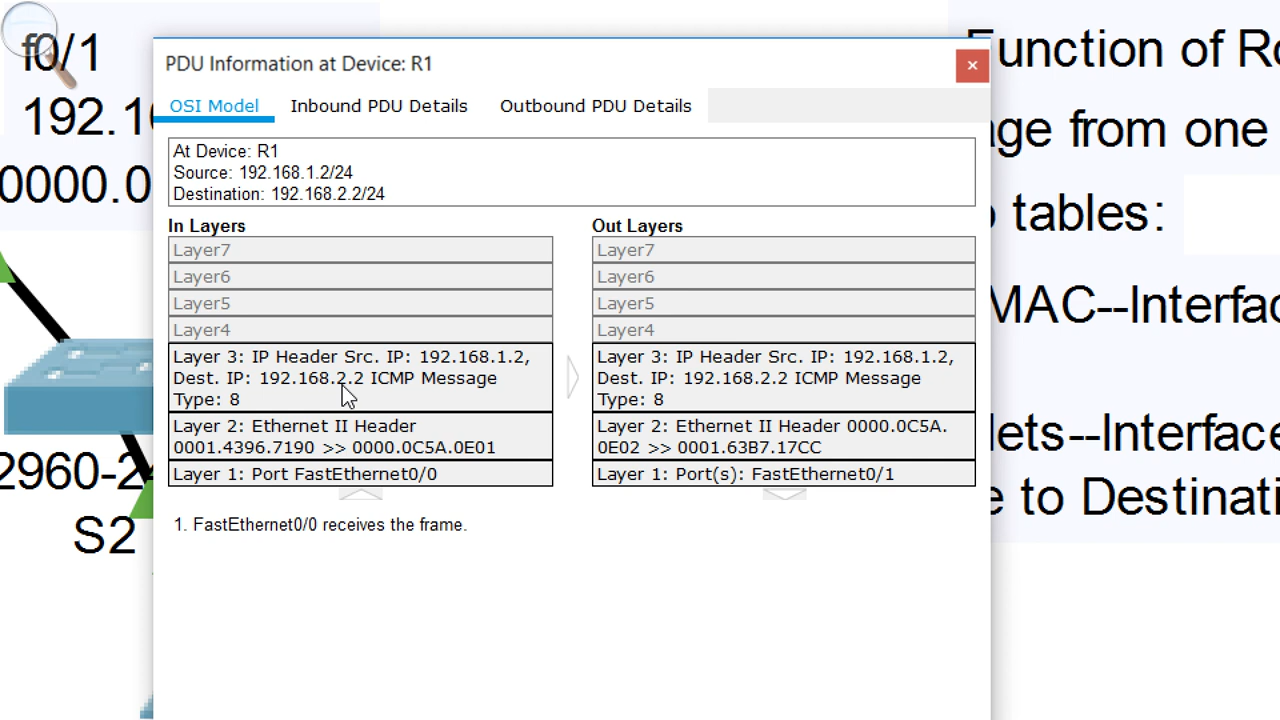 f0/1
192.1
0000.0
2960-2
S2
PDU Information at Device: R1
OSI Model
Inbound PDU Details
Outbound PDU Details
At Device: R1
Source: 192.168.1.2/24
Destination: 192.168.2.2/24
In Layers
Layer7
Layer6
Layer5
Layer4
Layer 3: IP Header Src. IP: 192.168.1.2,
Dest. IP: 192.168.2.2 ICMP Message
Type: 8
Layer 2: Ethernet II Header
0001.4396.7190 >> 0000.0C5A.0E01
Layer 1: Port FastEthernet0/0
Out Layers
Layer7
Layer6
Layer5
Layer4
Layer 3: IP Header Src. IP: 192.168.1.2,
Dest. IP: 192.168.2.2 ICMP Message
Type: 8
Layer 2: Ethernet II Header 0000.0C5A.
0E02 >> 0001.63B7.17CC
Layer 1: Port(s): FastEthernet0/1
1. FastEthernet0/0 receives the frame.
Function of Ro
age from one
tables:
MAC--Interfac
lets--Interface
e to Destinati